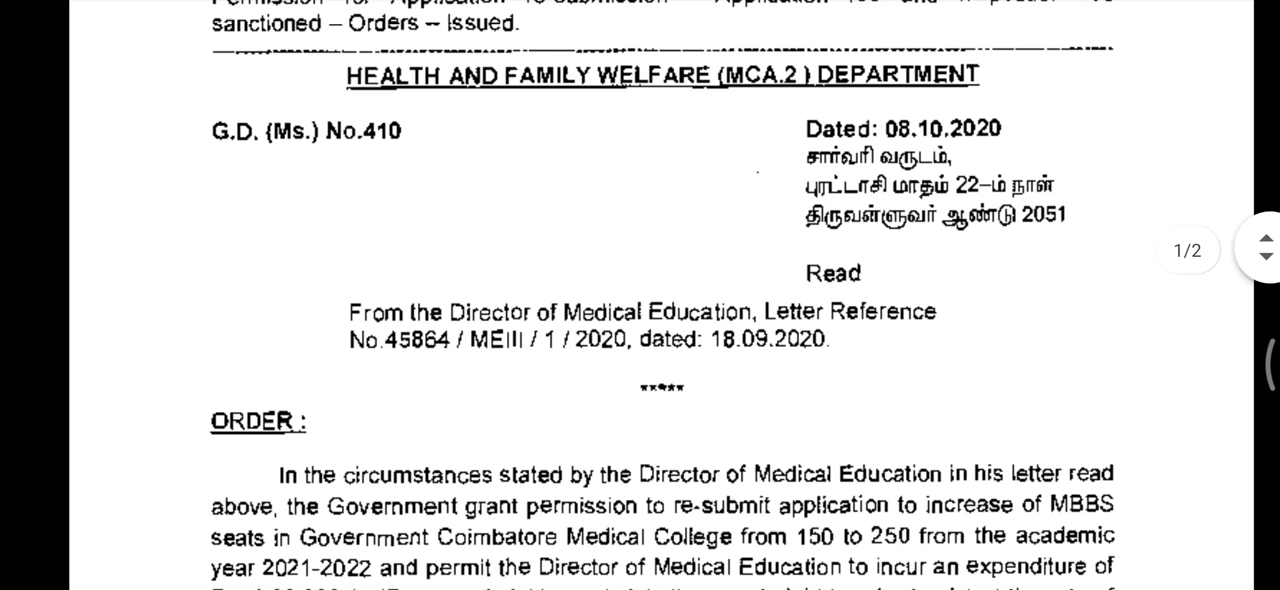 sanctioned – Orders – Issued.
HEALTH AND FAMILY WELFARE (MCA.2 ) DEPARTMENT
G.D. (Ms.) No.410
Dated: 08.10.2020
சார்வரி வருடம்,
புரட்டாசி மாதம் 22–ம் நாள்
திருவள்ளுவர் ஆண்டு 2051
1/2
Read
From the Director of Medical Education, Letter Reference
No.45864 / MEIII / 1 / 2020, dated: 18.09.2020.
*****
ORDER :
In the circumstances stated by the Director of Medical Education in his letter read
above, the Government grant permission to re-submit application to increase of MBBS
seats in Government Coimbatore Medical College from 150 to 250 from the academic
year 2021-2022 and permit the Director of Medical Education to incur an expenditure of